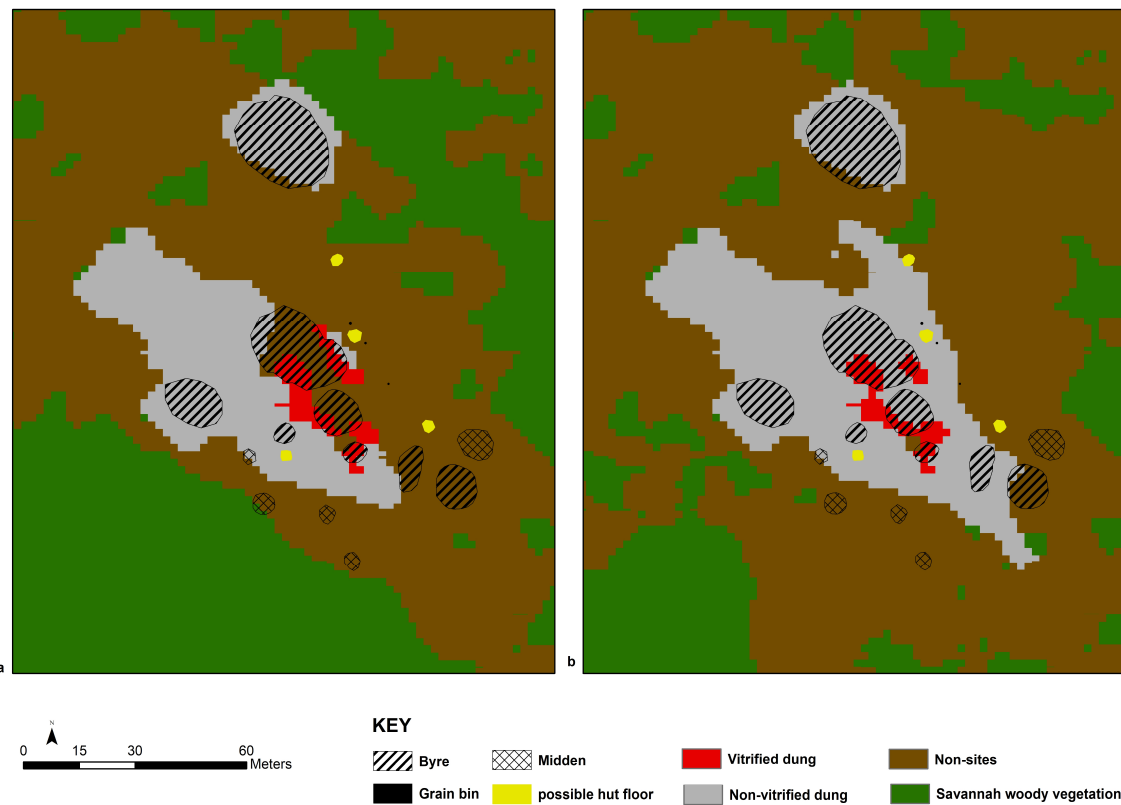 a
b
N
0 15 30 60
Meters
KEY
Byre
Midden
Vitrified dung
Non-sites
Grain bin
possible hut floor
Non-vitrified dung
Savannah woody vegetation